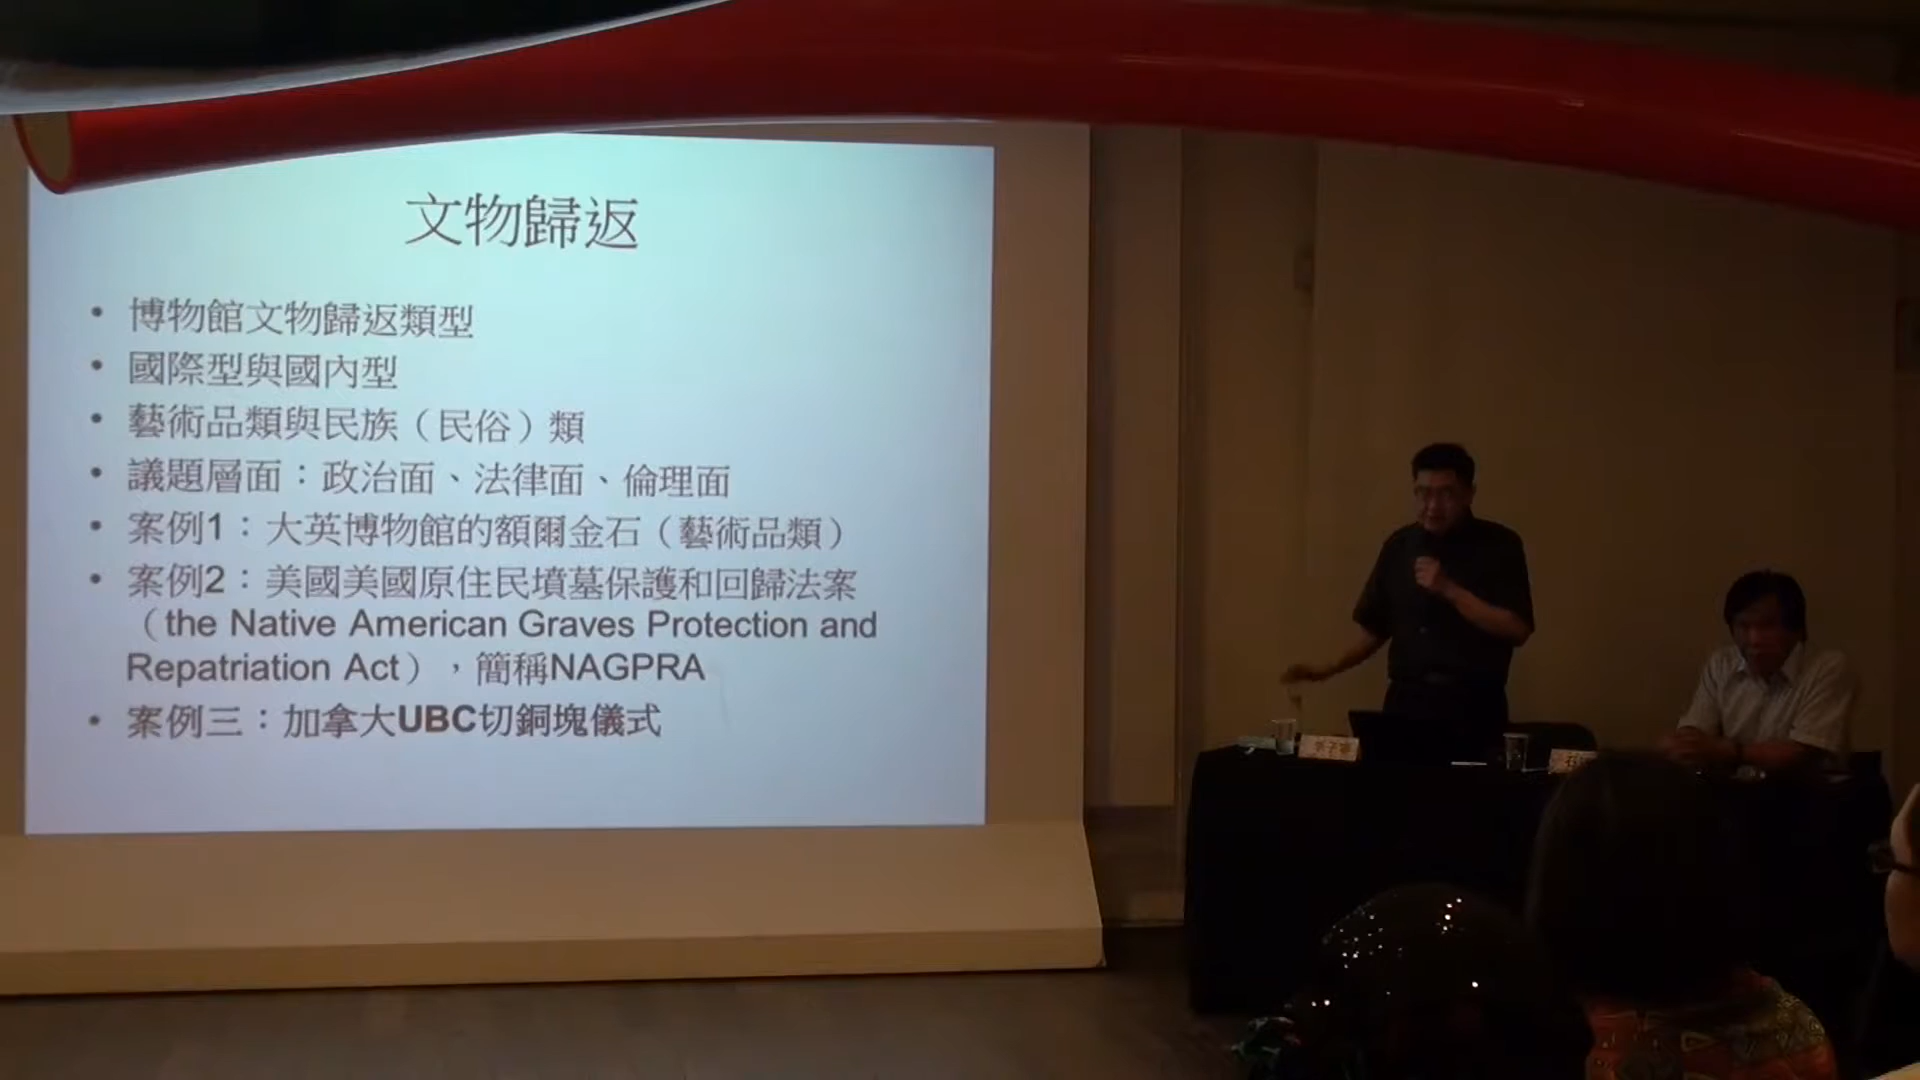 文物歸返
• 博物館文物歸返類型
• 國際型與國內型
• 藝術品類與民族（民俗）類
• 議題層面：政治面、法律面、倫理面
• 案例1：大英博物館的額爾金石（藝術品類）
• 案例2：美國美國原住民墳墓保護和回歸法案
（the Native American Graves Protection and
Repatriation Act），簡稱NAGPRA
• 案例三：加拿大UBC切銅塊儀式